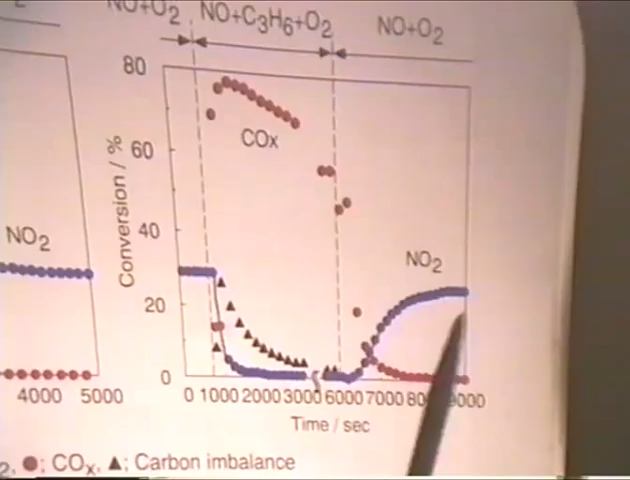 NO+O2 NO+C3H6+O2 NO+O2
80
60
40
20
0
Conversion / %
COx
NO2
NO2
4000 5000
0 1000 2000 3000 6000 7000
Time / sec
●; COx, ▲; Carbon imbalance